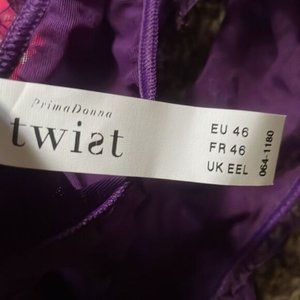 PrimaDonna
twist
EU 46
FR 46
UK EEL
064-1180